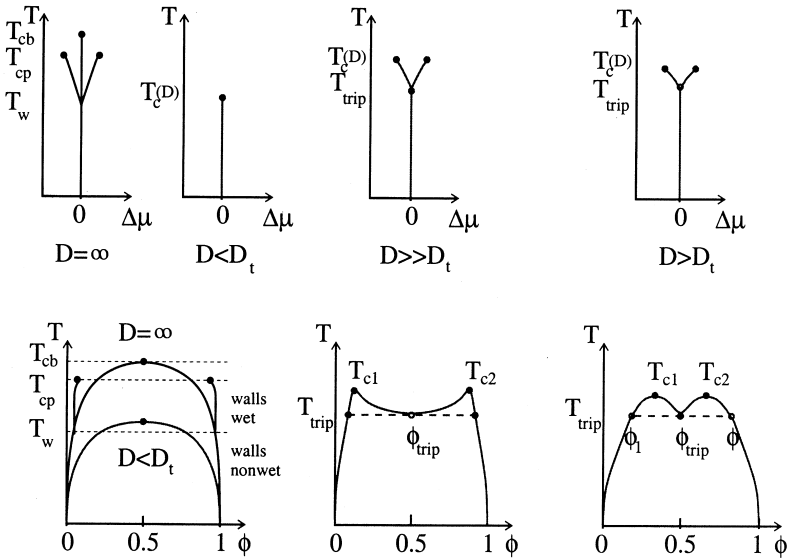 T
T_cb
T_cp
T_w
0 Δμ
D=∞
T
T_c^(D)
0 Δμ
D<D_t
T
T_c^(D)
T_trip
0 Δμ
D>>D_t
T
T_c^(D)
T_trip
0 Δμ
D>D_t
T D=∞
T_cb
T_cp
walls
wet
T_w
D<D_t
walls
nonwet
0 0.5 1 ϕ
T
T_c1 T_c2
T_trip
ϕ_trip
0 0.5 1 ϕ
T
T_c1 T_c2
T_trip
ϕ_1 ϕ_trip ϕ
0 0.5 1 ϕ